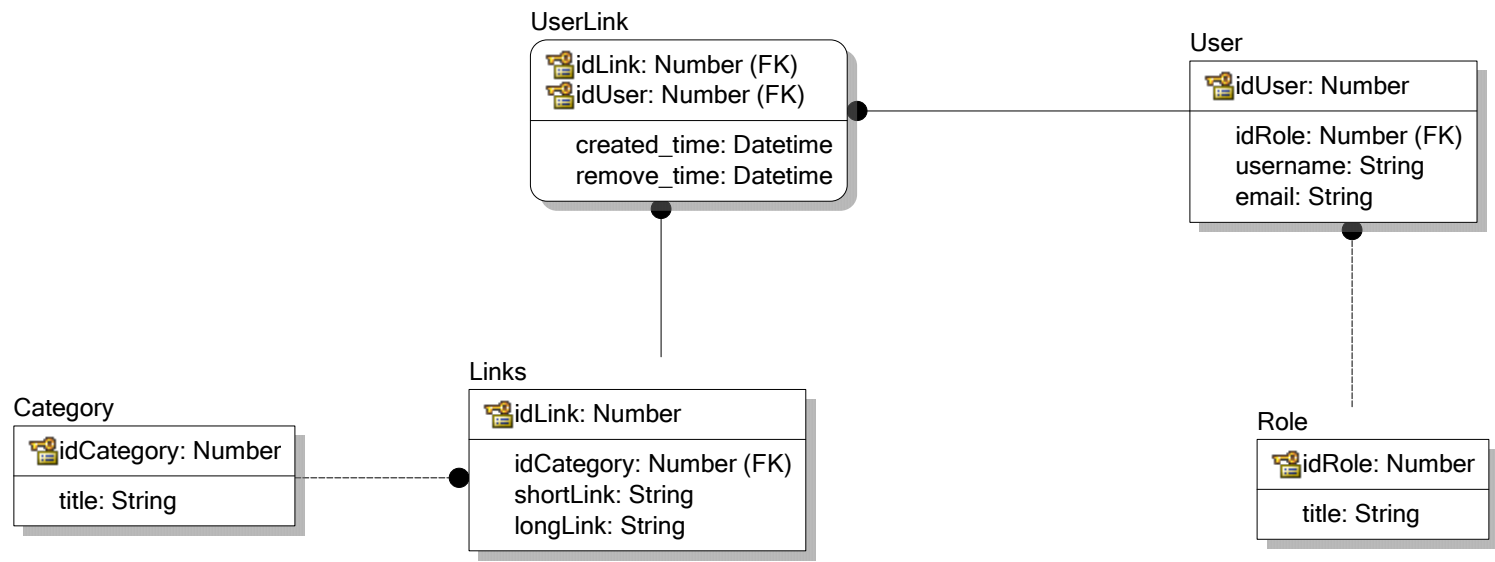 UserLink
idLink: Number (FK)
idUser: Number (FK)
created_time: Datetime
remove_time: Datetime
User
idUser: Number
idRole: Number (FK)
username: String
email: String
Links
idLink: Number
idCategory: Number (FK)
shortLink: String
longLink: String
Category
idCategory: Number
title: String
Role
idRole: Number
title: String